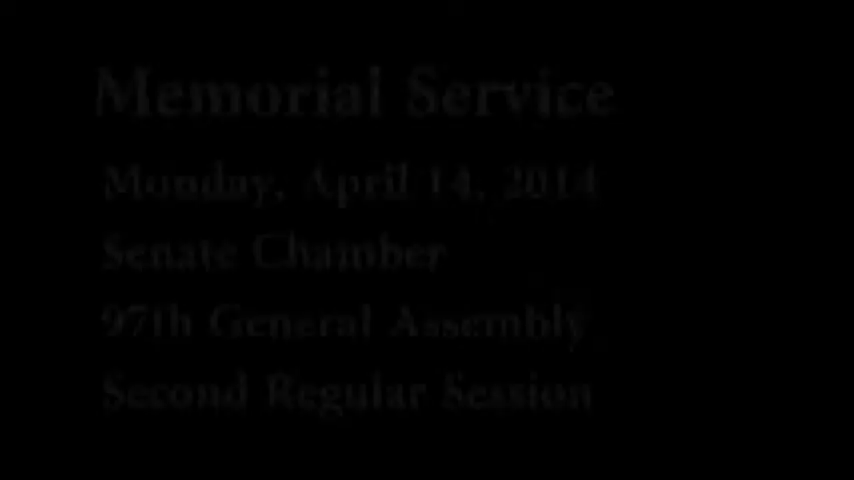 Memorial Service
Monday, April 14, 2014
Senate Chamber
97th General Assembly
Second Regular Session